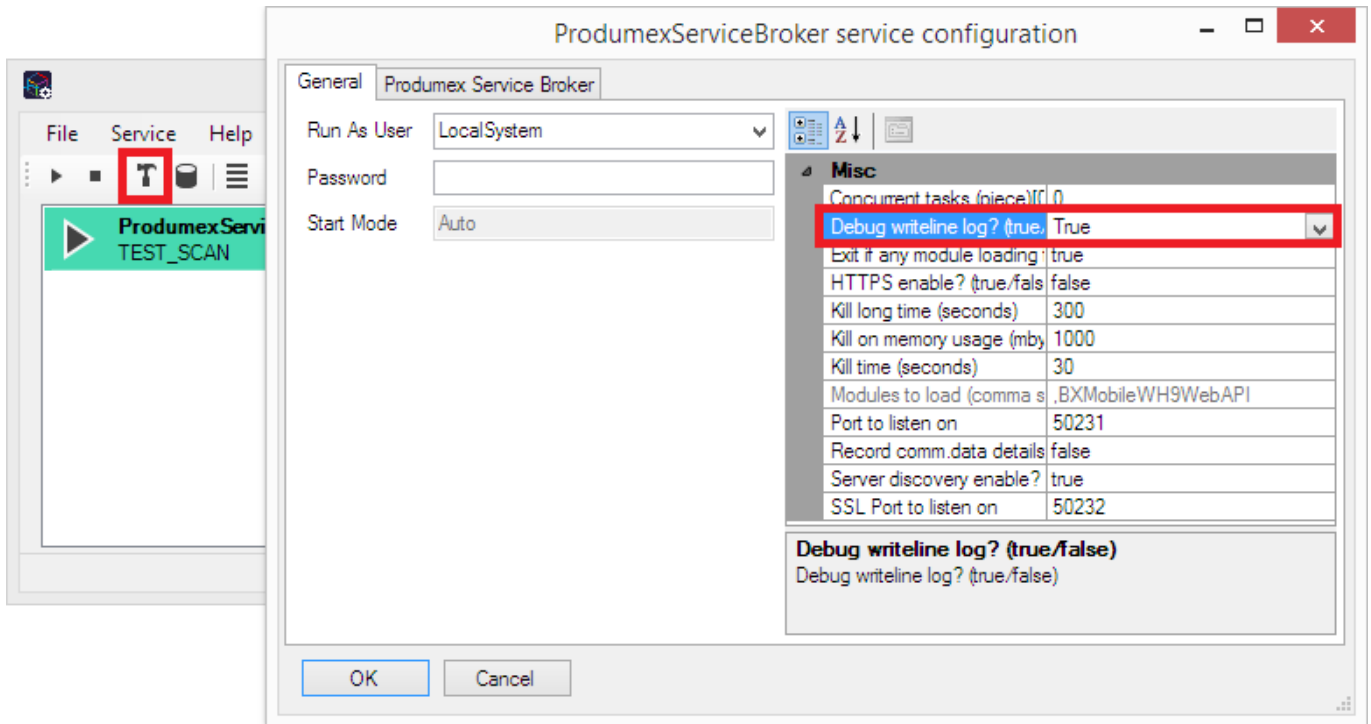 ProdumexServiceBroker service configuration
File Service Help
ProdumexServi
TEST_SCAN
General Produmex Service Broker
Run As User LocalSystem
Password
Start Mode Auto
Misc
Concurrent tasks (piece)[[ 0
Debug writeline log? (true, True
Exit if any module loading true
HTTPS enable? (true/fals false
Kill long time (seconds) 300
Kill on memory usage (mby 1000
Kill time (seconds) 30
Modules to load (comma s ,BXMobileWH9WebAPI
Port to listen on 50231
Record comm.data details false
Server discovery enable? true
SSL Port to listen on 50232
Debug writeline log? (true/false)
Debug writeline log? (true/false)
OK Cancel